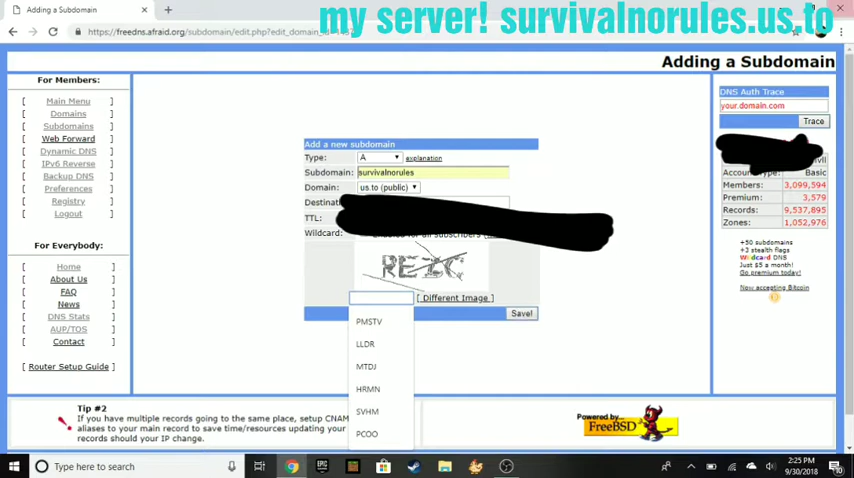 Adding a Subdomain
my server! survivalnorules.us.to
https://freedns.afraid.org/subdomain/edit.php?edit_domain_id=
Adding a Subdomain
For Members:
[ Main Menu ]
[ Domains ]
[ Subdomains ]
[ Web Forward ]
[ Dynamic DNS ]
[ IPv6 Reverse ]
[ Backup DNS ]
[ Preferences ]
[ Registry ]
[ Logout ]
For Everybody:
[ Home ]
[ About Us ]
[ FAQ ]
[ News ]
[ DNS Stats ]
[ AUP/TOS ]
[ Contact ]
[ Router Setup Guide ]
Add a new subdomain
Type: A explanation
Subdomain: survivalnorules
Domain: us.to (public)
TTL:
Wildcard:
[ Different Image ]
Save!
PMSTV
LLDR
MTDJ
HRMN
SVHM
PCOO
DNS Auth Trace
your.domain.com
Trace
Basic
Members: 3,099,594
Premium: 3,579
Records: 9,537,895
Zones: 1,052,976
+50 subdomains
+3 stealth flags
Wildcard DNS
Just $5 a month!
Go premium today!
Now accepting Bitcoin
Tip #2
If you have multiple records going to the same place, setup CNAM
aliases to your main record to save time/resources updating your
records should your IP change.
Powered by:
FreeBSD
Type here to search
EPIC
2:25 PM
9/30/2018
10